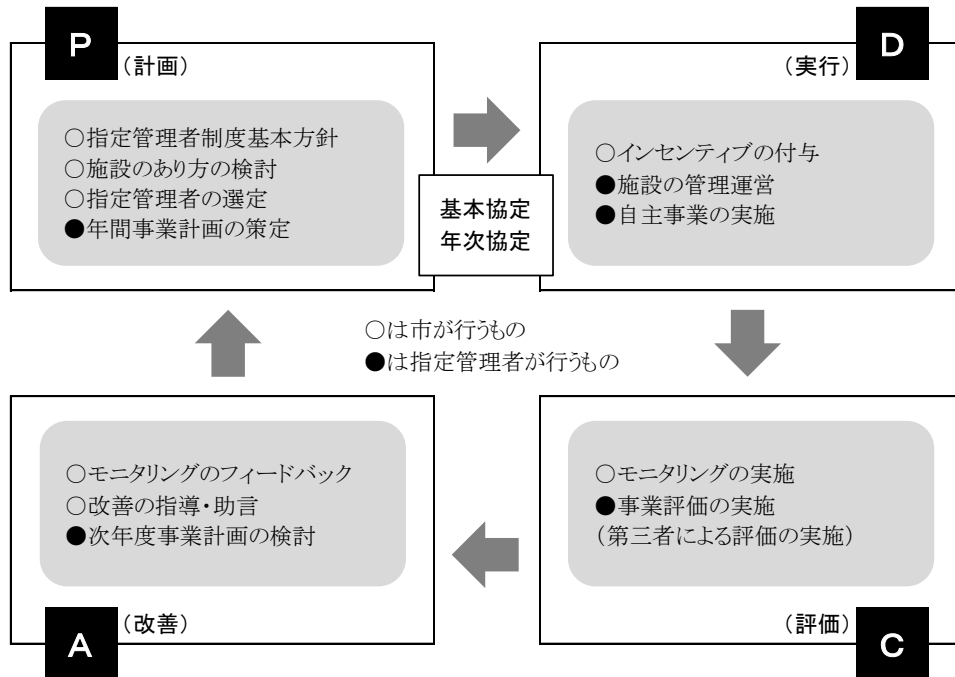 P
（計画）
○指定管理者制度基本方針
○施設のあり方の検討
○指定管理者の選定
●年間事業計画の策定
基本協定
年次協定
D
（実行）
○インセンティブの付与
●施設の管理運営
●自主事業の実施
○は市が行うもの
●は指定管理者が行うもの
○モニタリングの実施
●事業評価の実施
（第三者による評価の実施）
（評価）
C
○モニタリングのフィードバック
○改善の指導・助言
●次年度事業計画の検討
（改善）
A